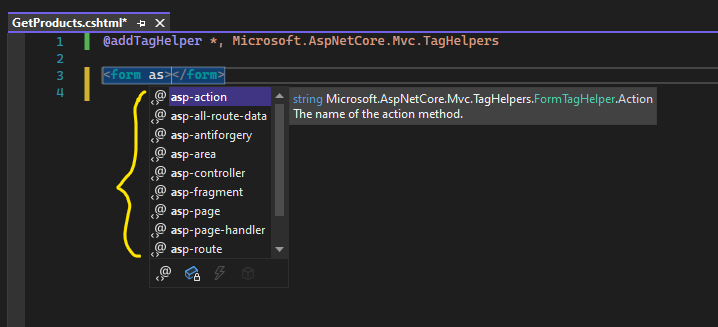 GetProducts.cshtml*
1 @addTagHelper *, Microsoft.AspNetCore.Mvc.TagHelpers
2
3 <form as></form>
4
asp-action
asp-all-route-data
asp-antiforgery
asp-area
asp-controller
asp-fragment
asp-page
asp-page-handler
asp-route
string Microsoft.AspNetCore.Mvc.TagHelpers.FormTagHelper.Action
The name of the action method.